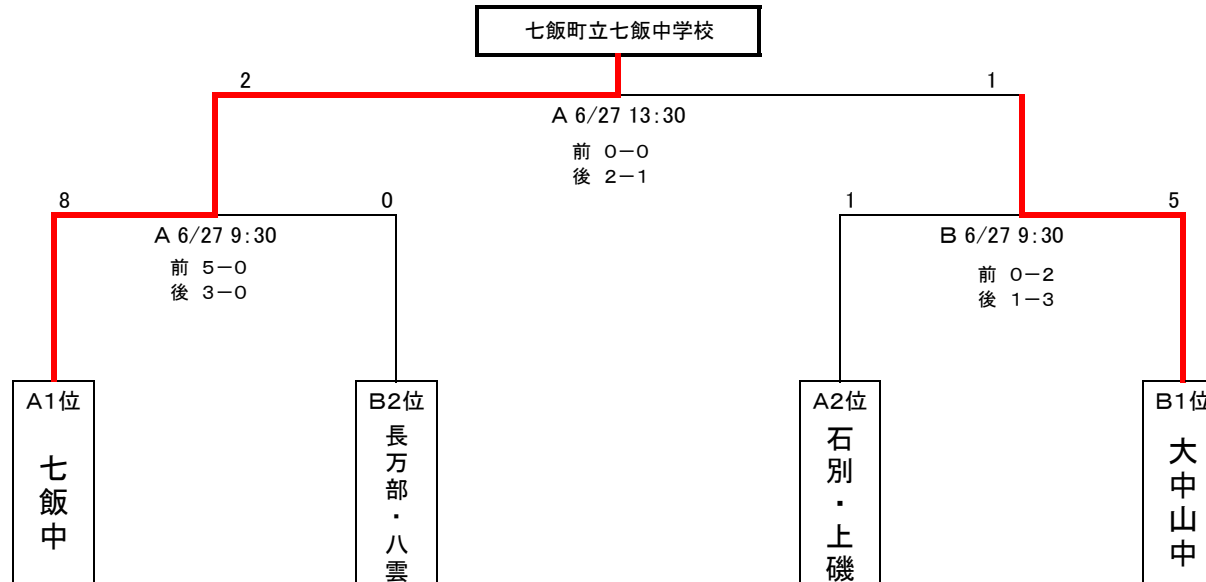 七飯町立七飯中学校
2
1
A 6/27 13:30
前 0－0
後 2－1
8
0
1
5
A 6/27 9:30
前 5－0
後 3－0
B 6/27 9:30
前 0－2
後 1－3
A1位
七飯中
B2位
長万部・八雲
A2位
石別・上磯
B1位
大中山中